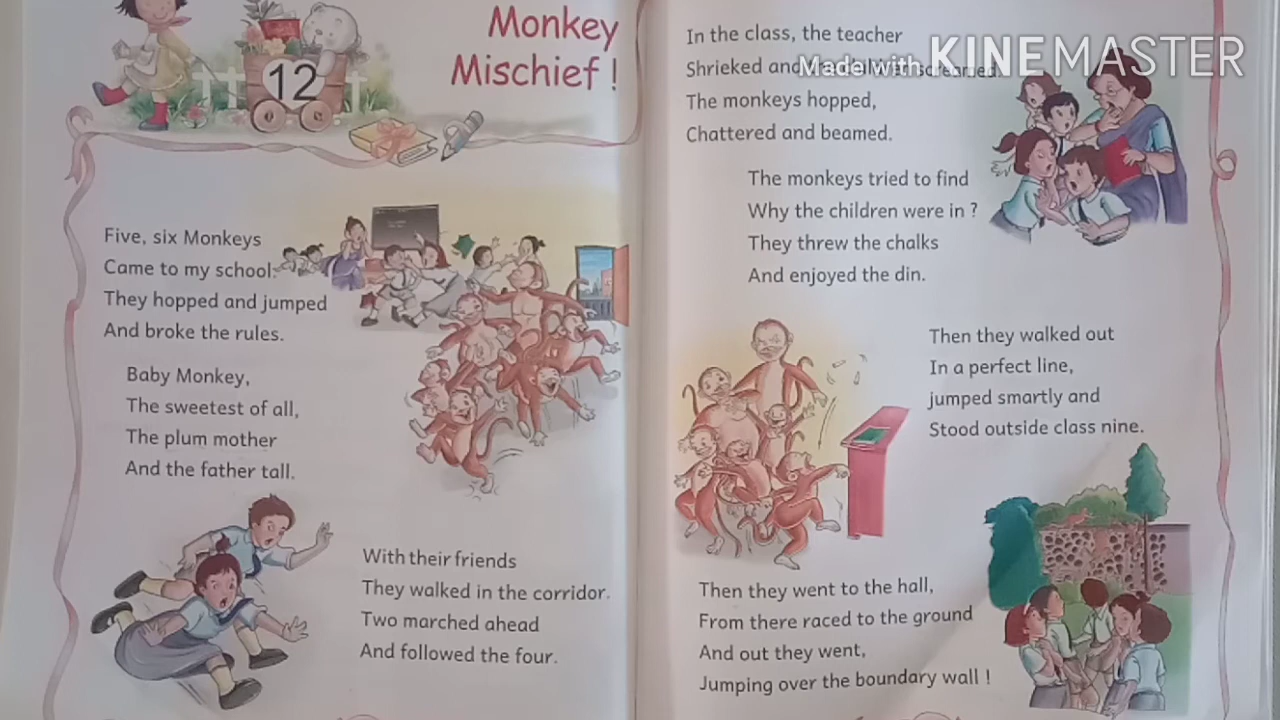 12
Monkey
Mischief !
Five, six Monkeys
Came to my school:
They hopped and jumped
And broke the rules.
Baby Monkey,
The sweetest of all,
The plum mother
And the father tall.
With their friends
They walked in the corridor.
Two marched ahead
And followed the four.
In the class, the teacher
Shrieked and screamed
Made with KINEMASTER
The monkeys hopped,
Chattered and beamed.
The monkeys tried to find
Why the children were in ?
They threw the chalks
And enjoyed the din.
Then they walked out
In a perfect line,
jumped smartly and
Stood outside class nine.
Then they went to the hall,
From there raced to the ground
And out they went,
Jumping over the boundary wall !